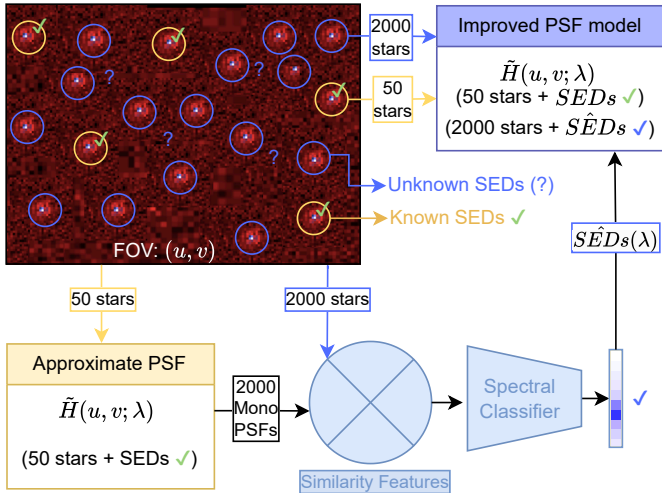 2000
stars
Improved PSF model
H̃(u, v; λ)
(50 stars + SEDs ✓)
(2000 stars + SÊDs ✓)
50
stars
?
?
?
?
Unknown SEDs (?)
Known SEDs ✓
FOV: (u, v)
50 stars
2000 stars
SÊDs(λ)
Approximate PSF
H̃(u, v; λ)
(50 stars + SEDs ✓)
2000
Mono
PSFs
Spectral
Classifier
✓
Similarity Features